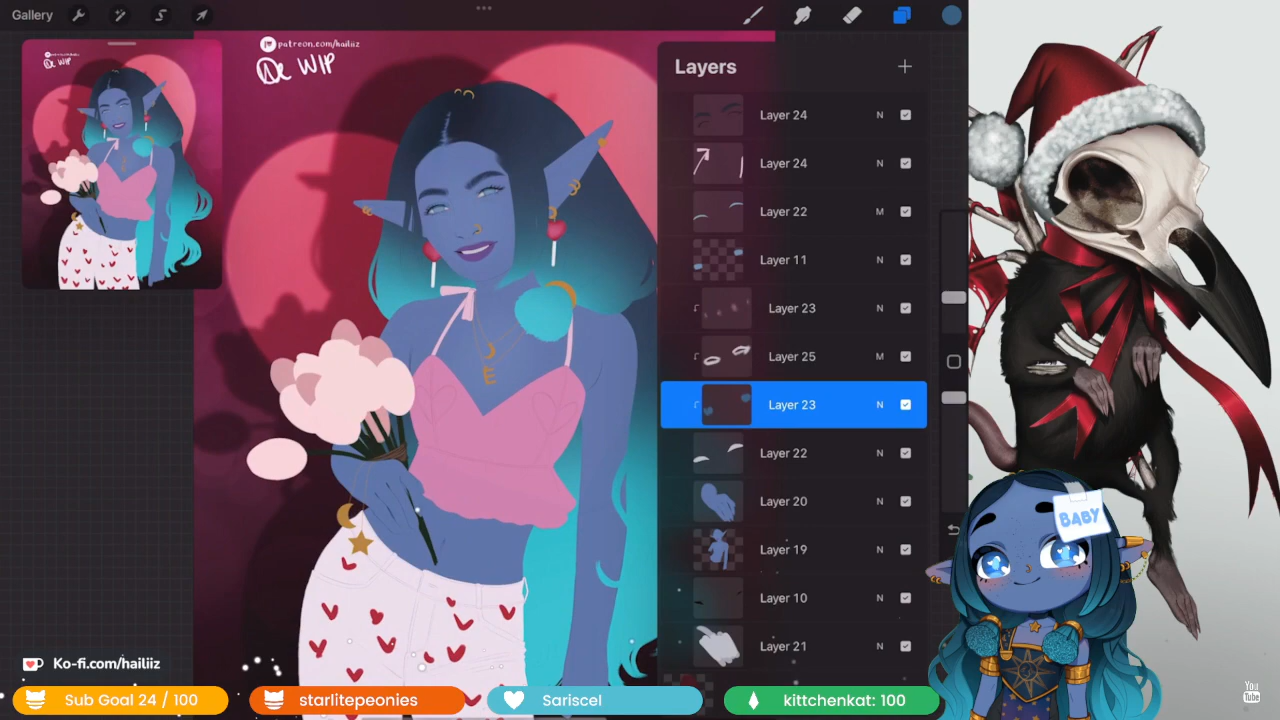 Gallery
patreon.com/hailiiz
WIP
Layers
Layer 24 N
Layer 24 N
Layer 22 M
Layer 11 N
Layer 23 N
Layer 25 M
Layer 23 N
Layer 22 N
Layer 20 N
Layer 19 N
Layer 10 N
Layer 21 N
E
BABY
Ko-fi.com/hailiiz
Sub Goal 24 / 100
starlitepeonies
Sariscel
kittchenkat: 100
You
Tube